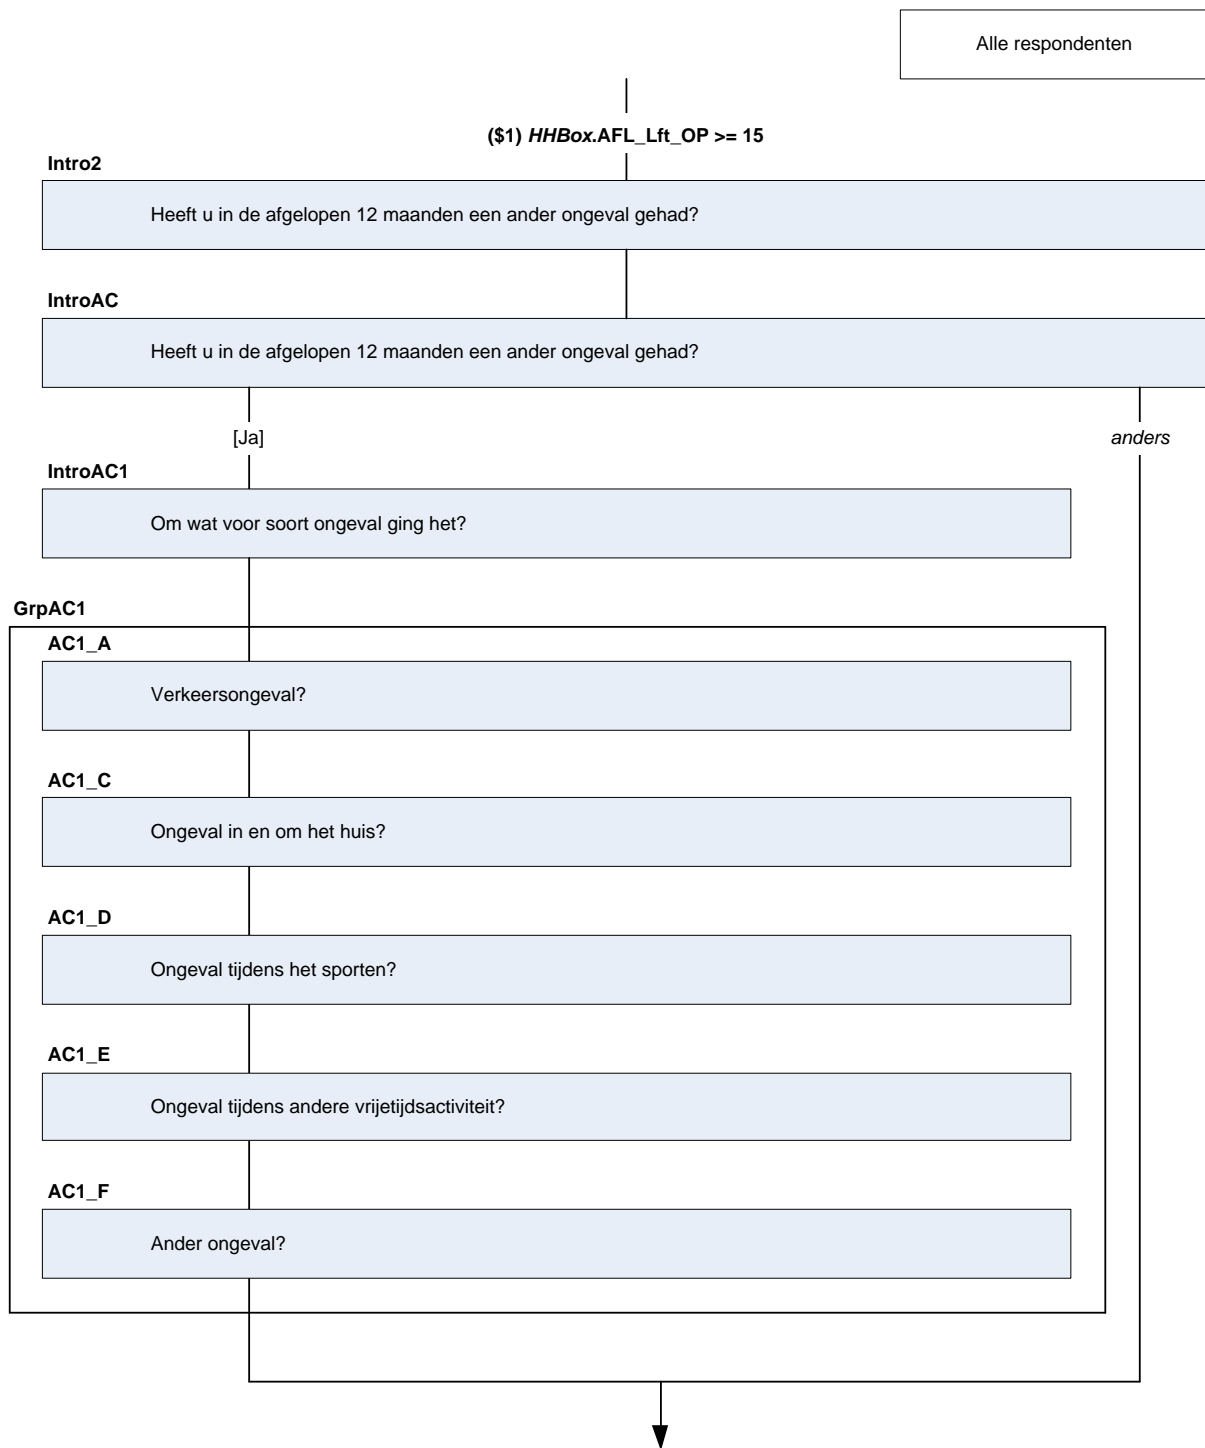 Alle respondenten
($1) HHBox.AFL_Lft_OP >= 15
Intro2
Heeft u in de afgelopen 12 maanden een ander ongeval gehad?
IntroAC
Heeft u in de afgelopen 12 maanden een ander ongeval gehad?
[Ja]
anders
IntroAC1
Om wat voor soort ongeval ging het?
GrpAC1
AC1_A
Verkeersongeval?
AC1_C
Ongeval in en om het huis?
AC1_D
Ongeval tijdens het sporten?
AC1_E
Ongeval tijdens andere vrijetijdsactiviteit?
AC1_F
Ander ongeval?